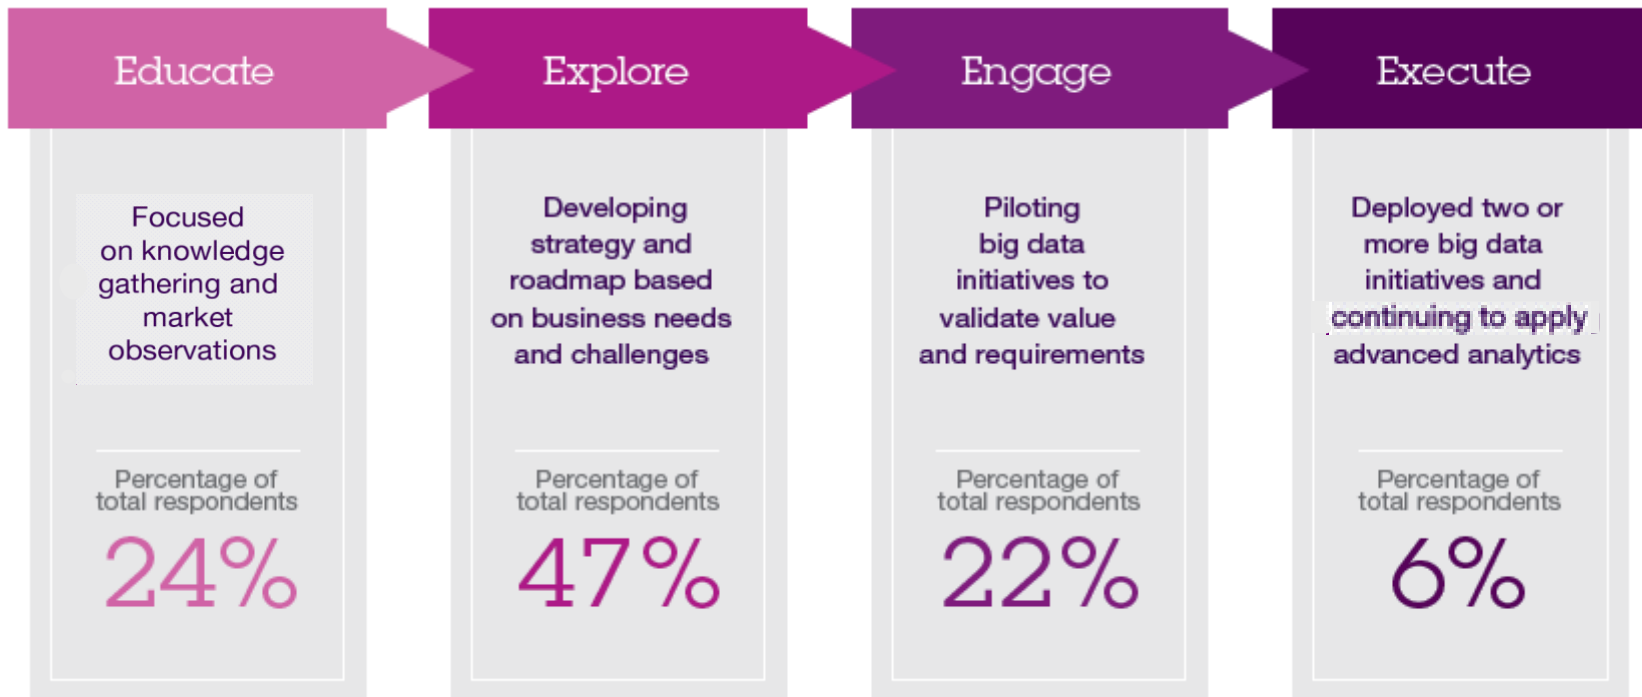 Educate
Focused
on knowledge
gathering and
market
observations
Percentage of
total respondents
24%
Explore
Developing
strategy and
roadmap based
on business needs
and challenges
Percentage of
total respondents
47%
Engage
Piloting
big data
initiatives to
validate value
and requirements
Percentage of
total respondents
22%
Execute
Deployed two or
more big data
initiatives and
continuing to apply
advanced analytics
Percentage of
total respondents
6%